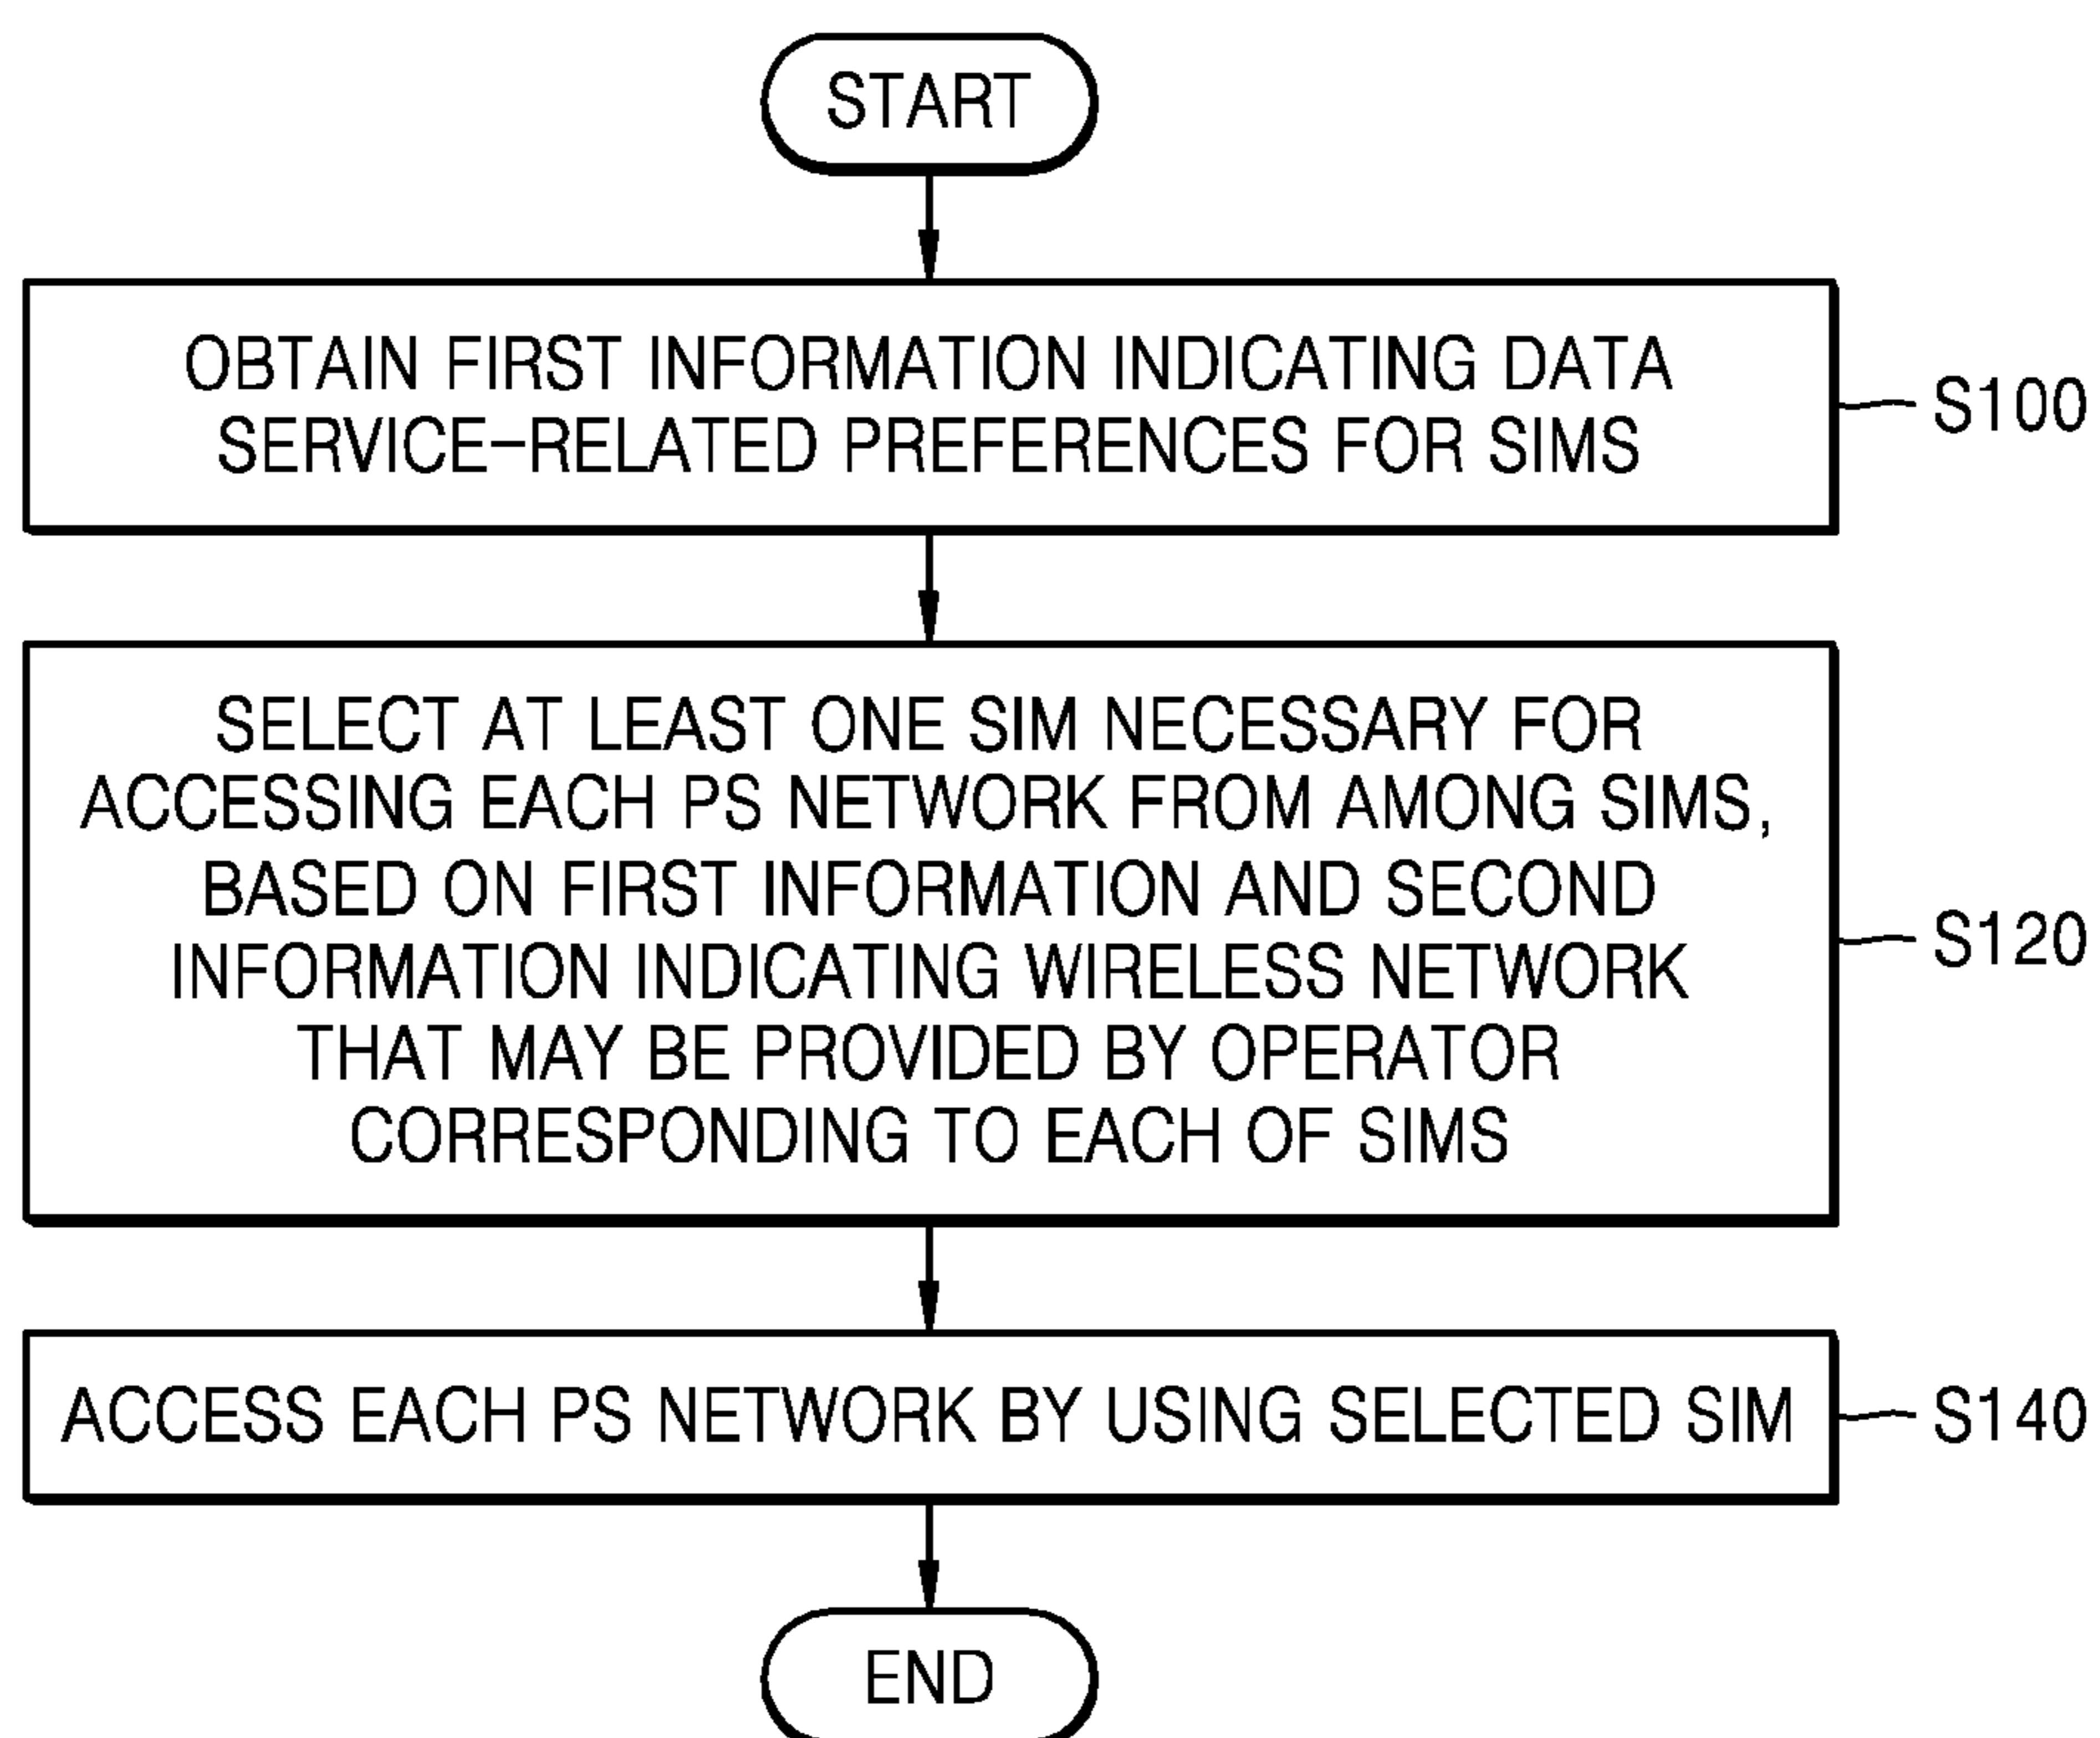 START
OBTAIN FIRST INFORMATION INDICATING DATA
SERVICE-RELATED PREFERENCES FOR SIMS
S100
SELECT AT LEAST ONE SIM NECESSARY FOR
ACCESSING EACH PS NETWORK FROM AMONG SIMS,
BASED ON FIRST INFORMATION AND SECOND
INFORMATION INDICATING WIRELESS NETWORK
THAT MAY BE PROVIDED BY OPERATOR
CORRESPONDING TO EACH OF SIMS
S120
ACCESS EACH PS NETWORK BY USING SELECTED SIM
S140
END